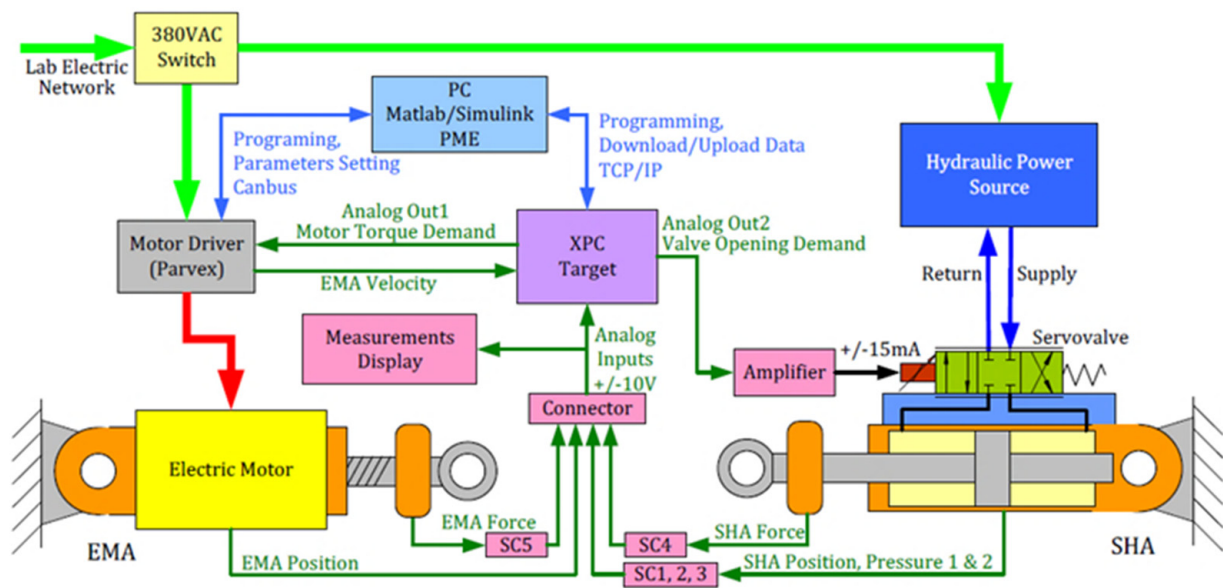 380VAC
Switch
Lab Electric
Network
PC
Matlab/Simulink
PME
Programing,
Parameters Setting
Canbus
Programming,
Download/Upload Data
TCP/IP
Hydraulic Power
Source
Motor Driver
(Parvex)
Analog Out1
Motor Torque Demand
EMA Velocity
XPC
Target
Analog Out2
Valve Opening Demand
Return
Supply
Measurements
Display
Analog
Inputs
+/-10V
Amplifier
+/-15mA
Servovalve
Connector
Electric Motor
EMA Force
SC5
SC4
SHA Force
EMA
EMA Position
SC1, 2, 3
SHA Position, Pressure 1 & 2
SHA